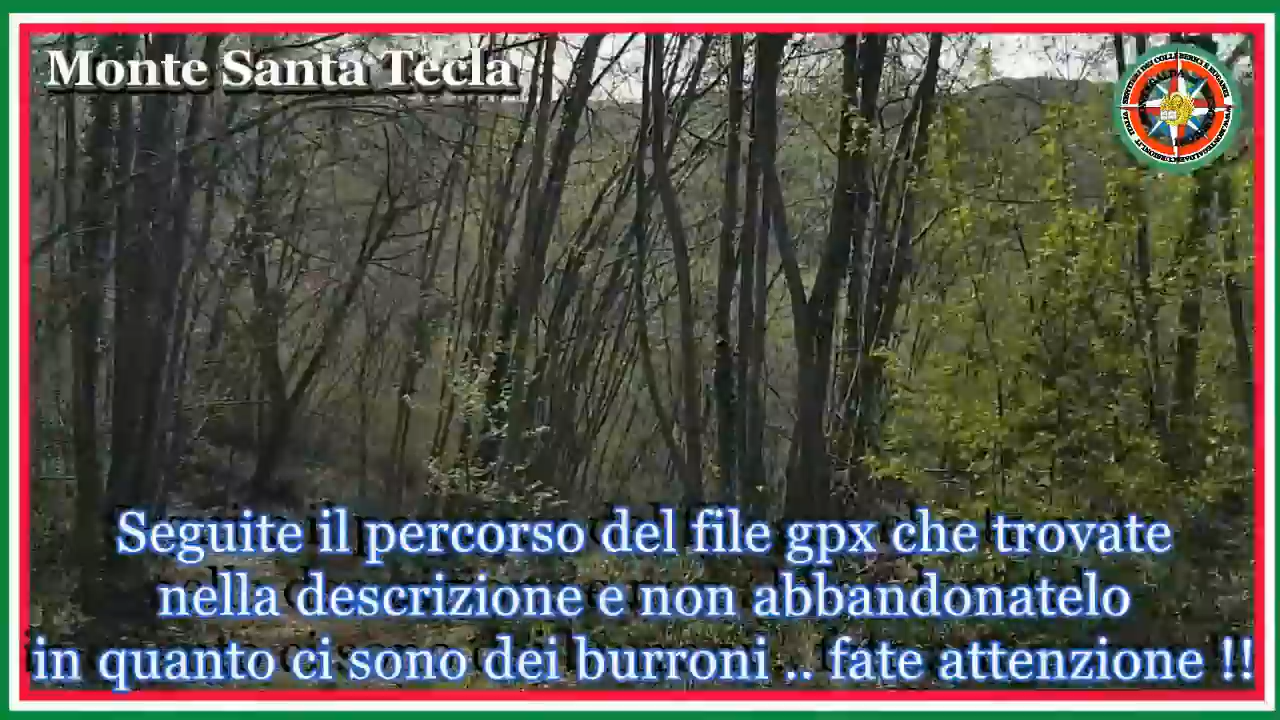 Monte Santa Tecla
Seguite il percorso del file gpx che trovate
nella descrizione e non abbandonatelo
in quanto ci sono dei burroni .. fate attenzione !!